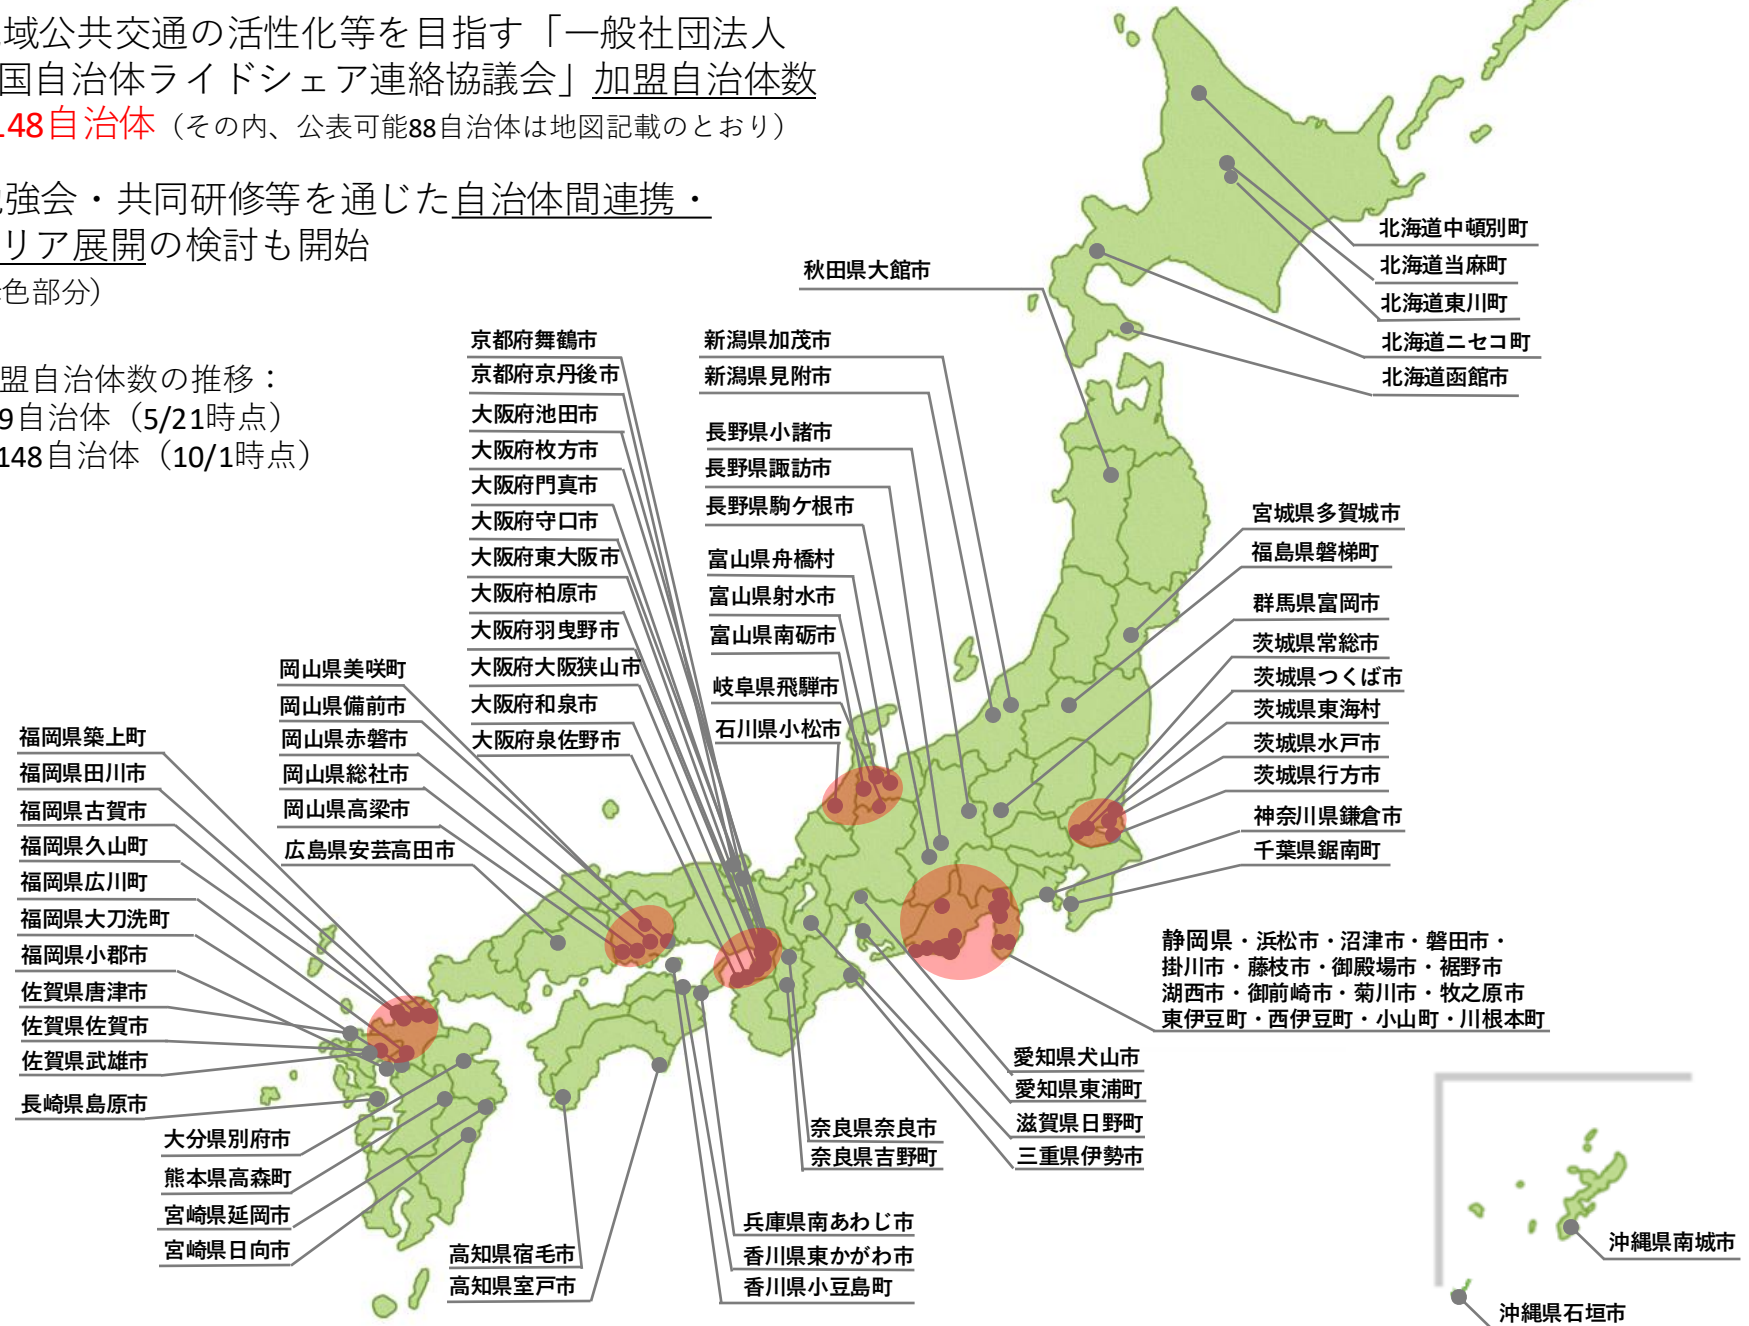 域公共交通の活性化等を目指す「一般社団法人
国自治体ライドシェア連絡協議会」加盟自治体数
148自治体（その内、公表可能88自治体は地図記載のとおり）
強会・共同研修等を通じた自治体間連携・
リア展開の検討も開始
色部分）
盟自治体数の推移：
9自治体（5/21時点）
148自治体（10/1時点）
北海道中頓別町
北海道当麻町
北海道東川町
北海道ニセコ町
北海道函館市
秋田県大館市
宮城県多賀城市
福島県磐梯町
群馬県富岡市
茨城県常総市
茨城県つくば市
茨城県東海村
茨城県水戸市
茨城県行方市
神奈川県鎌倉市
千葉県鋸南町
新潟県加茂市
新潟県見附市
長野県小諸市
長野県諏訪市
長野県駒ケ根市
富山県舟橋村
富山県射水市
富山県南砺市
岐阜県飛騨市
石川県小松市
京都府舞鶴市
京都府京丹後市
大阪府池田市
大阪府枚方市
大阪府門真市
大阪府守口市
大阪府東大阪市
大阪府柏原市
大阪府羽曳野市
大阪府大阪狭山市
大阪府和泉市
大阪府泉佐野市
岡山県美咲町
岡山県備前市
岡山県赤磐市
岡山県総社市
岡山県高梁市
広島県安芸高田市
福岡県築上町
福岡県田川市
福岡県古賀市
福岡県久山町
福岡県広川町
福岡県大刀洗町
福岡県小郡市
佐賀県唐津市
佐賀県佐賀市
佐賀県武雄市
長崎県島原市
大分県別府市
熊本県高森町
宮崎県延岡市
宮崎県日向市
高知県宿毛市
高知県室戸市
兵庫県南あわじ市
香川県東かがわ市
香川県小豆島町
奈良県奈良市
奈良県吉野町
愛知県犬山市
愛知県東浦町
滋賀県日野町
三重県伊勢市
静岡県・浜松市・沼津市・磐田市・
掛川市・藤枝市・御殿場市・裾野市
湖西市・御前崎市・菊川市・牧之原市
東伊豆町・西伊豆町・小山町・川根本町
沖縄県南城市
沖縄県石垣市